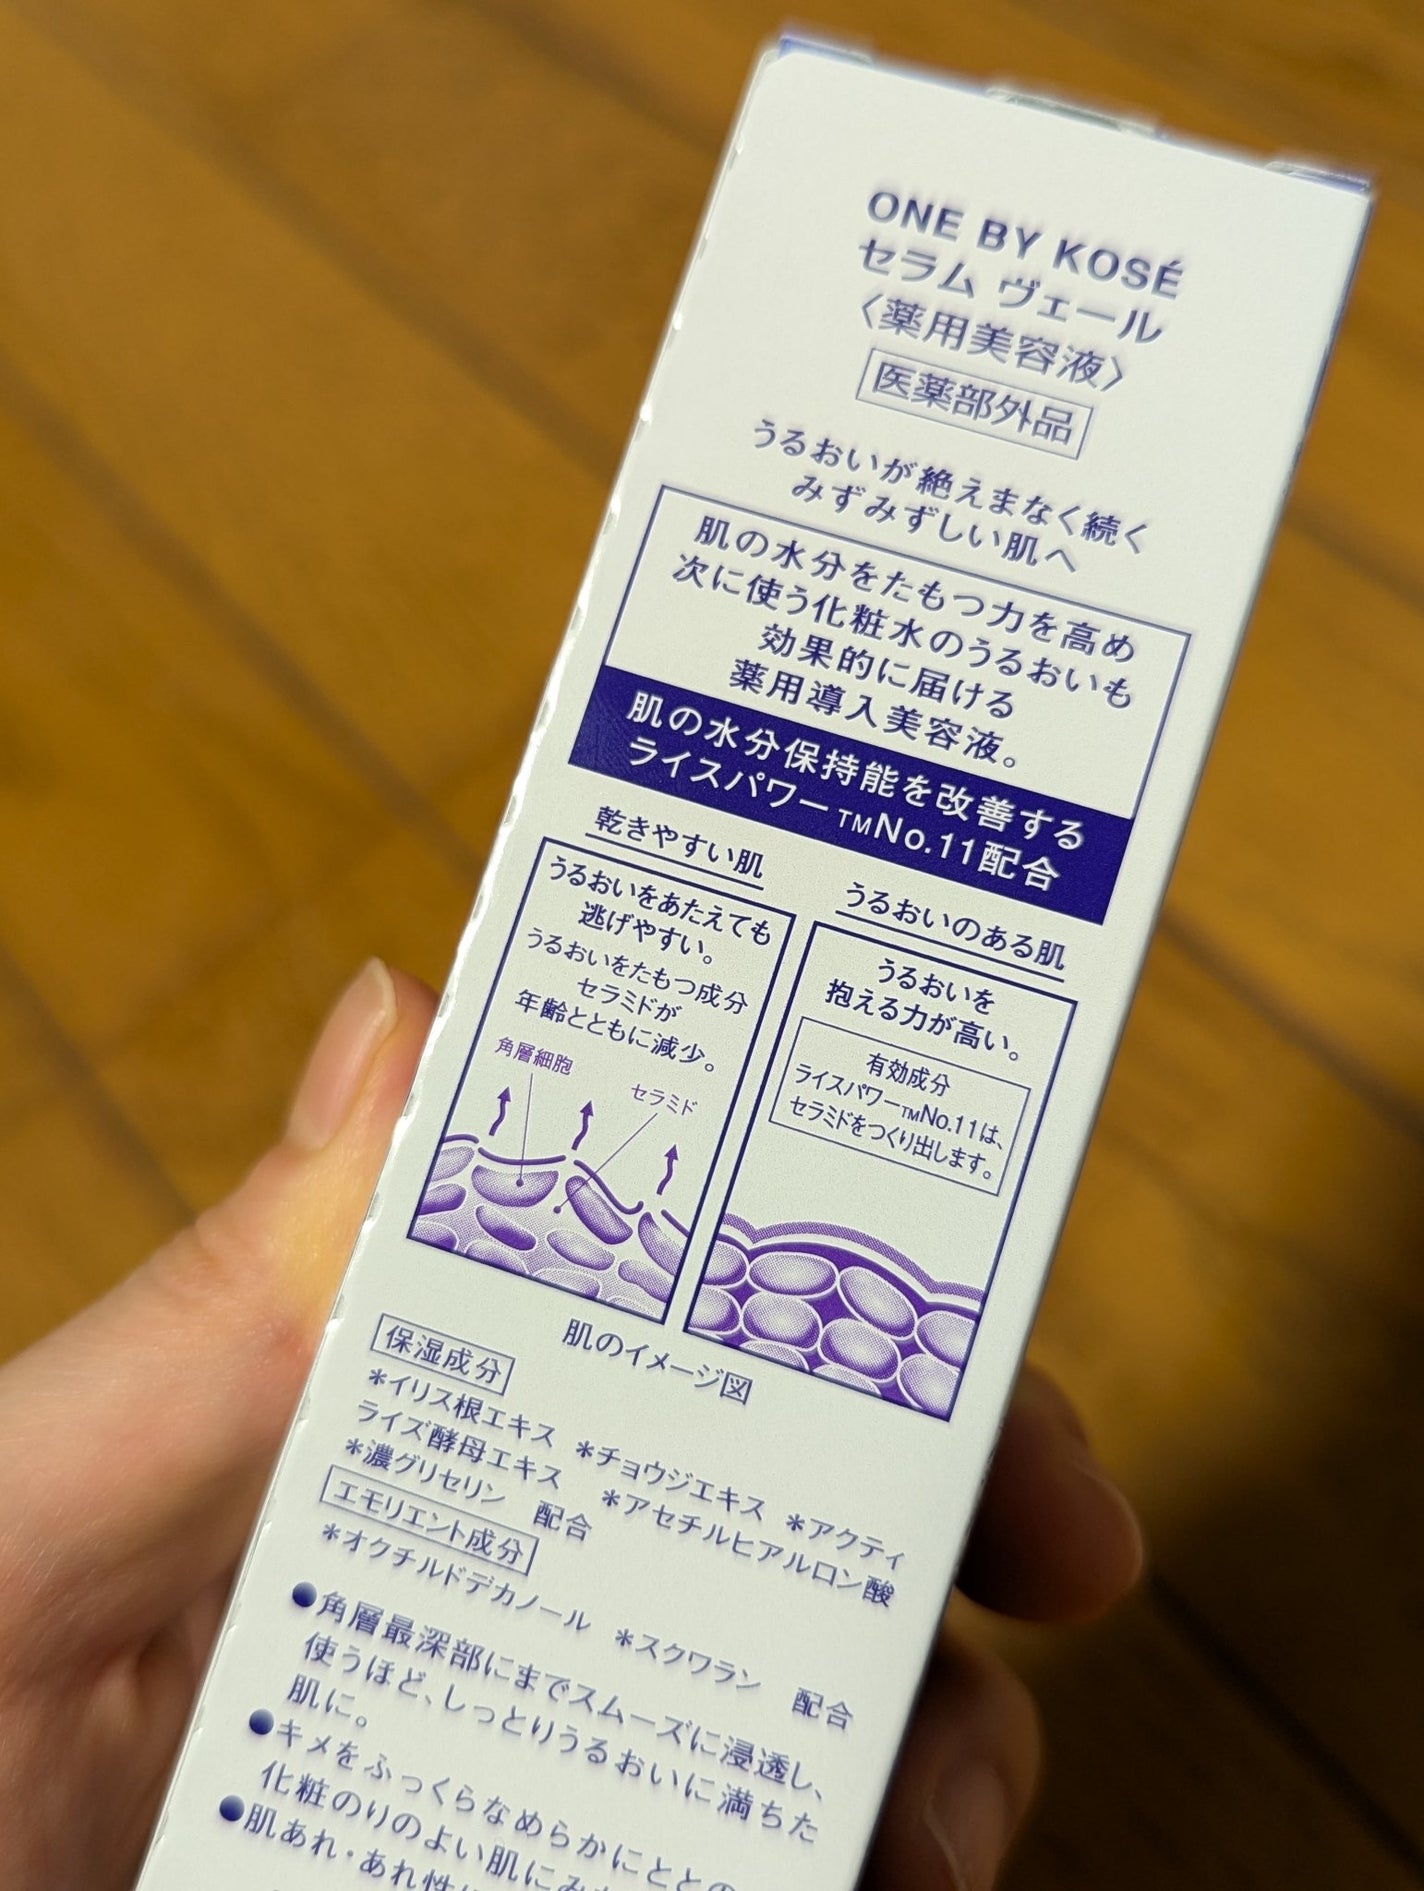 ONE BY KOSÉ
セラム ヴェール
〈薬用美容液〉
医薬部外品
うるおいが絶えまなく続く
みずみずしい肌へ
肌の水分をたもつ力を高め
次に使う化粧水のうるおいも
効果的に届ける
薬用導入美容液。
肌の水分保持能を改善する
ライスパワー™No.11配合
乾きやすい肌
うるおいをあたえても
逃げやすい。
うるおいをたもつ成分
セラミドが
年齢とともに減少。
角層細胞
セラミド
うるおいのある肌
うるおいを
抱える力が高い。
有効成分
ライスパワー™No.11は、
セラミドをつくり出します。
肌のイメージ図
保湿成分
*イリス根エキス *チョウジエキス *アクティ
ライズ酵母エキス *アセチルヒアルロン酸
*濃グリセリン 配合
エモリエント成分
*オクチルドデカノール *スクワラン 配合
●角層最深部にまでスムーズに浸透し、
使うほど、しっとりうるおいに満ちた
肌に。
●キメをふっくらなめらかにととの
化粧のりのよい肌にみ
●肌あれ・あれ性